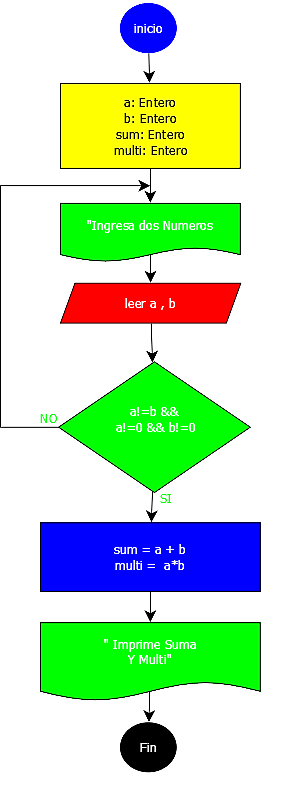 inicio
a: Entero
b: Entero
sum: Entero
multi: Entero
"Ingresa dos Numeros
leer a , b
a!=b &&
a!=0 && b!=0
NO
SI
sum = a + b
multi = a*b
" Imprime Suma
Y Multi"
Fin